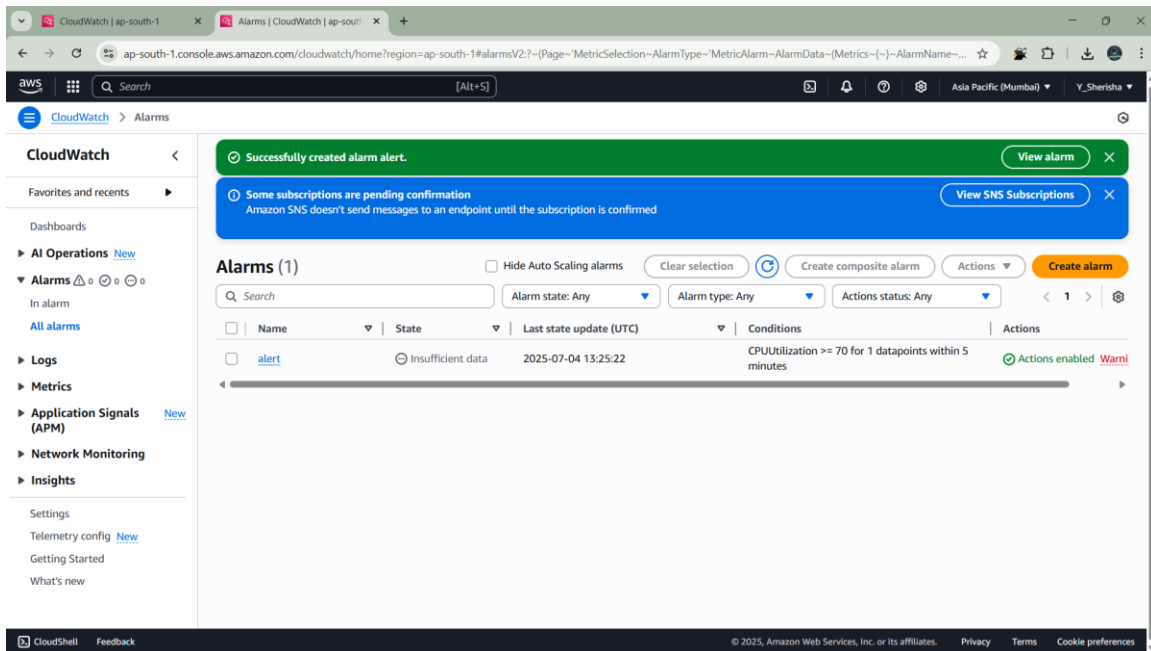 CloudWatch | ap-south-1
Alarms | CloudWatch | ap-south
ap-south-1.console.aws.amazon.com/cloudwatch/home?region=ap-south-1#alarmsV2:?~(Page~'MetricSelection~AlarmType~'MetricAlarm~AlarmData~(Metrics~(~)~AlarmName~...
aws
Search [Alt+S]
Asia Pacific (Mumbai)
Y_Sherisha
CloudWatch > Alarms
CloudWatch
Favorites and recents
Dashboards
AI Operations New
Alarms 0 0 0
In alarm
All alarms
Logs
Metrics
Application Signals New
(APM)
Network Monitoring
Insights
Settings
Telemetry config New
Getting Started
What's new
Successfully created alarm alert.
View alarm
Some subscriptions are pending confirmation
Amazon SNS doesn't send messages to an endpoint until the subscription is confirmed
View SNS Subscriptions
Alarms (1)
Hide Auto Scaling alarms
Clear selection
Create composite alarm
Actions
Create alarm
Search
Alarm state: Any
Alarm type: Any
Actions status: Any
1
Name State Last state update (UTC) Conditions Actions
alert Insufficient data 2025-07-04 13:25:22 CPUUtilization >= 70 for 1 datapoints within 5
minutes
Actions enabled Warni
CloudShell Feedback
© 2025, Amazon Web Services, Inc. or its affiliates. Privacy Terms Cookie preferences